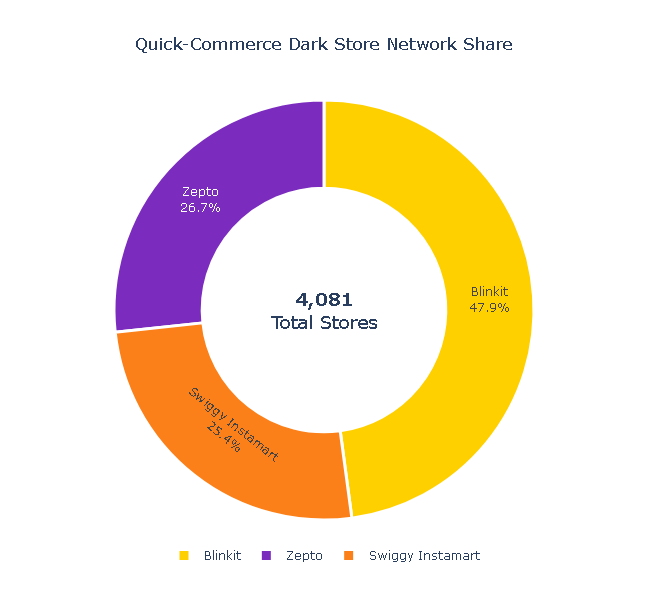 Quick-Commerce Dark Store Network Share
Zepto
26.7%
Blinkit
47.9%
4,081
Total Stores
Swiggy Instamart
25.4%
Blinkit
Zepto
Swiggy Instamart